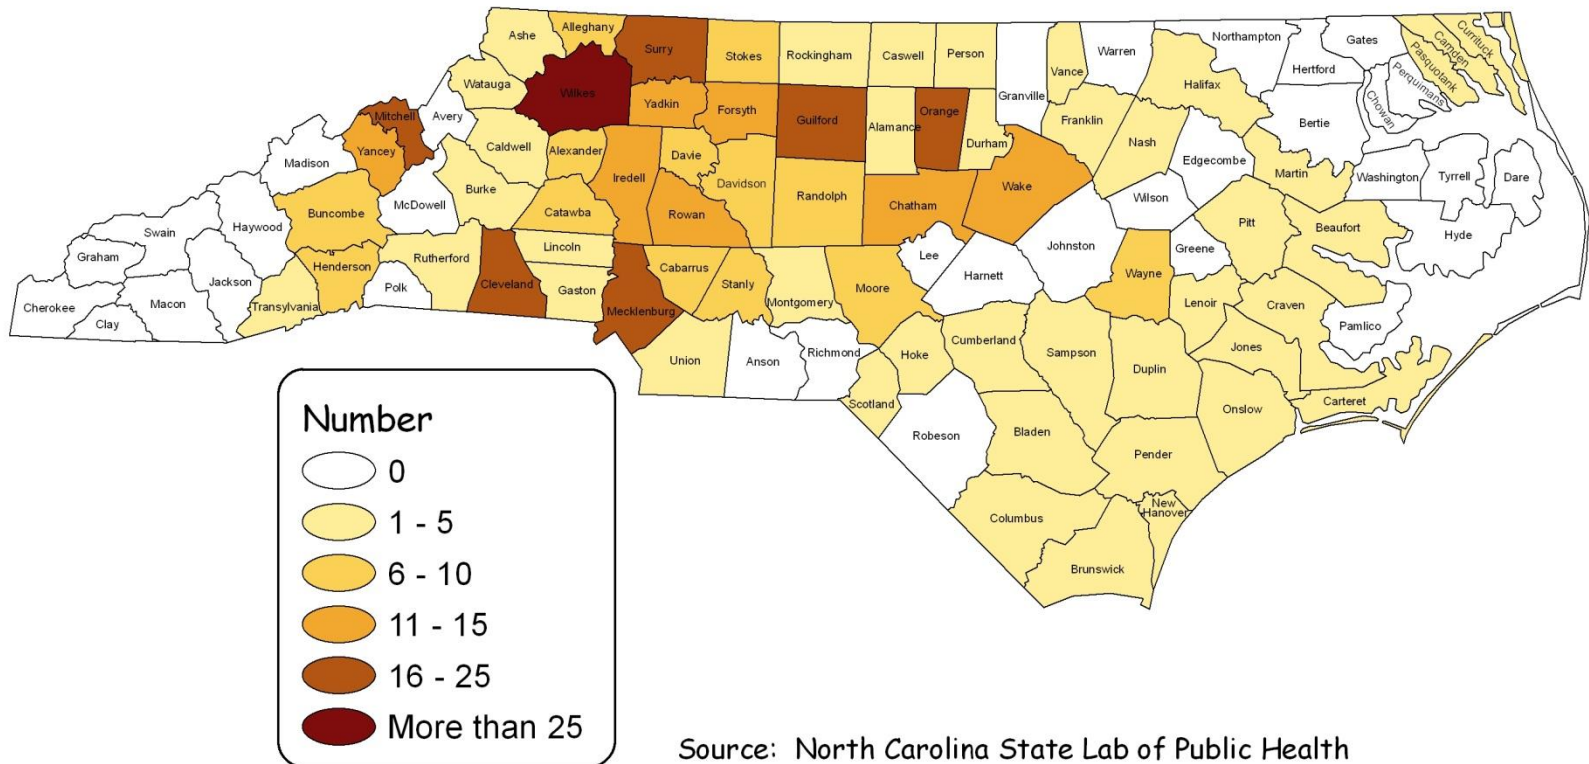 Ashe
Alleghany
Surry
Stokes
Rockingham
Caswell
Person
Granville
Vance
Warren
Northampton
Gates
Hertford
Currituck
Camden
Pasquotank
Perquimans
Chowan
Bertie
Halifax
Franklin
Nash
Edgecombe
Martin
Washington
Tyrrell
Dare
Watauga
Wilkes
Yadkin
Forsyth
Guilford
Alamance
Orange
Durham
Mitchell
Avery
Yancey
Madison
Caldwell
Alexander
Iredell
Davie
Davidson
Randolph
Chatham
Wake
Wilson
Pitt
Beaufort
Hyde
Burke
McDowell
Buncombe
Haywood
Swain
Graham
Jackson
Macon
Cherokee
Clay
Transylvania
Henderson
Polk
Rutherford
Cleveland
Lincoln
Catawba
Gaston
Rowan
Cabarrus
Mecklenburg
Stanly
Montgomery
Moore
Lee
Harnett
Johnston
Wayne
Greene
Lenoir
Craven
Pamlico
Jones
Carteret
Onslow
Duplin
Sampson
Cumberland
Hoke
Scotland
Richmond
Anson
Union
Robeson
Bladen
Pender
New
Hanover
Columbus
Brunswick
Number
0
1 - 5
6 - 10
11 - 15
16 - 25
More than 25
Source: North Carolina State Lab of Public Health